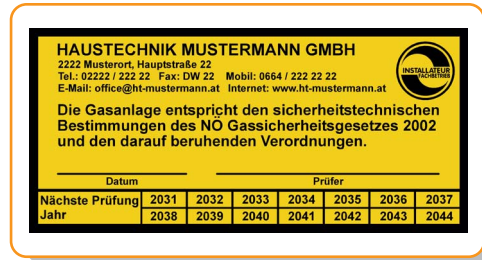 HAUSTECHNIK MUSTERMANN GMBH
2222 Musterort, Hauptstraße 22
Tel.: 02222 / 222 22 Fax: DW 22 Mobil: 0664 / 222 22 22
E-Mail: office@ht-mustermann.at Internet: www.ht-mustermann.at
INSTALLATEUR
FACHBETRIEB
Die Gasanlage entspricht den sicherheitstechnischen
Bestimmungen des NÖ Gassicherheitsgesetzes 2002
und den darauf beruhenden Verordnungen.
Datum Prüfer
Nächste Prüfung 2031 2032 2033 2034 2035 2036 2037
Jahr 2038 2039 2040 2041 2042 2043 2044